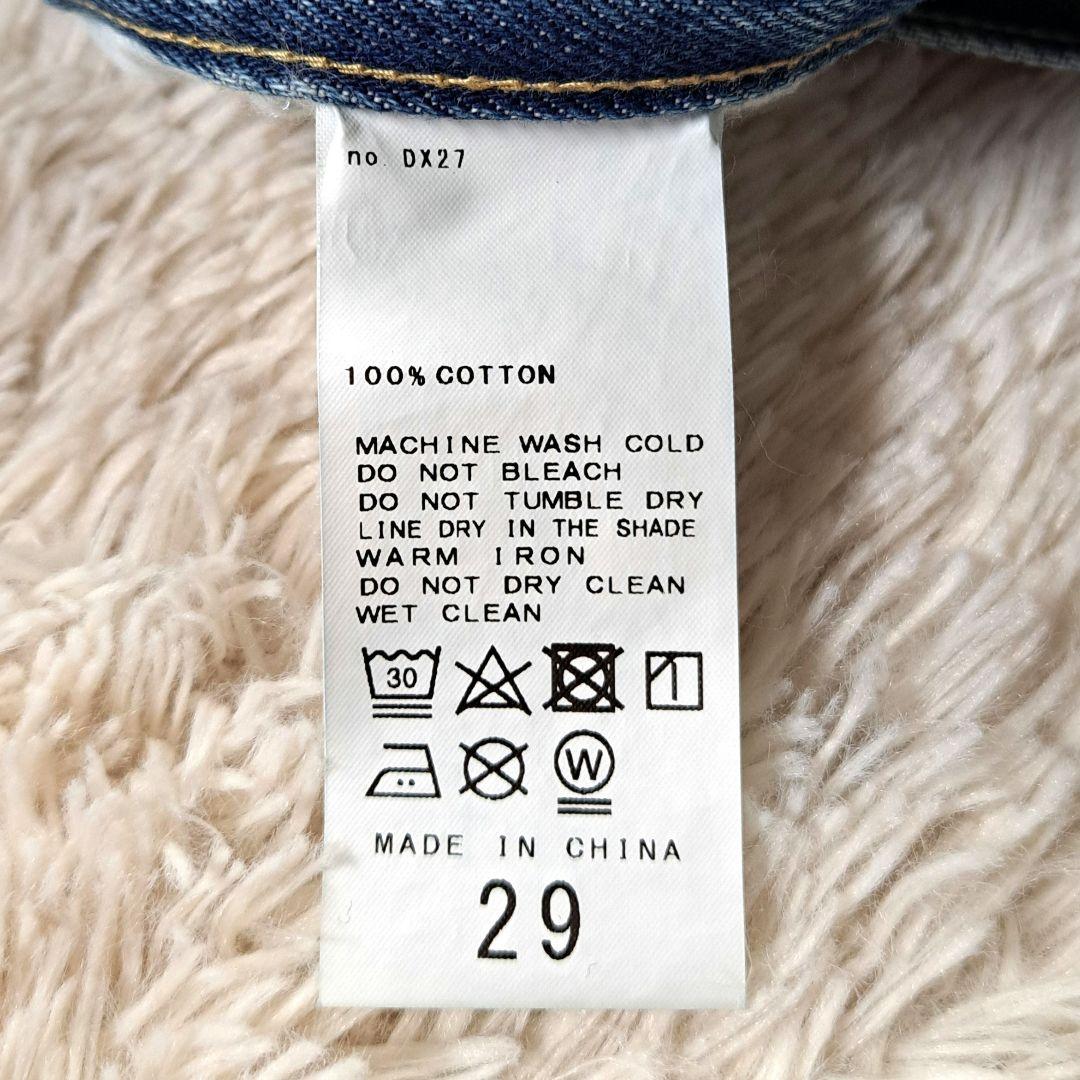 no. DX27
100% COTTON
MACHINE WASH COLD
DO NOT BLEACH
DO NOT TUMBLE DRY
LINE DRY IN THE SHADE
WARM IRON
DO NOT DRY CLEAN
WET CLEAN
30
W
MADE IN CHINA
29